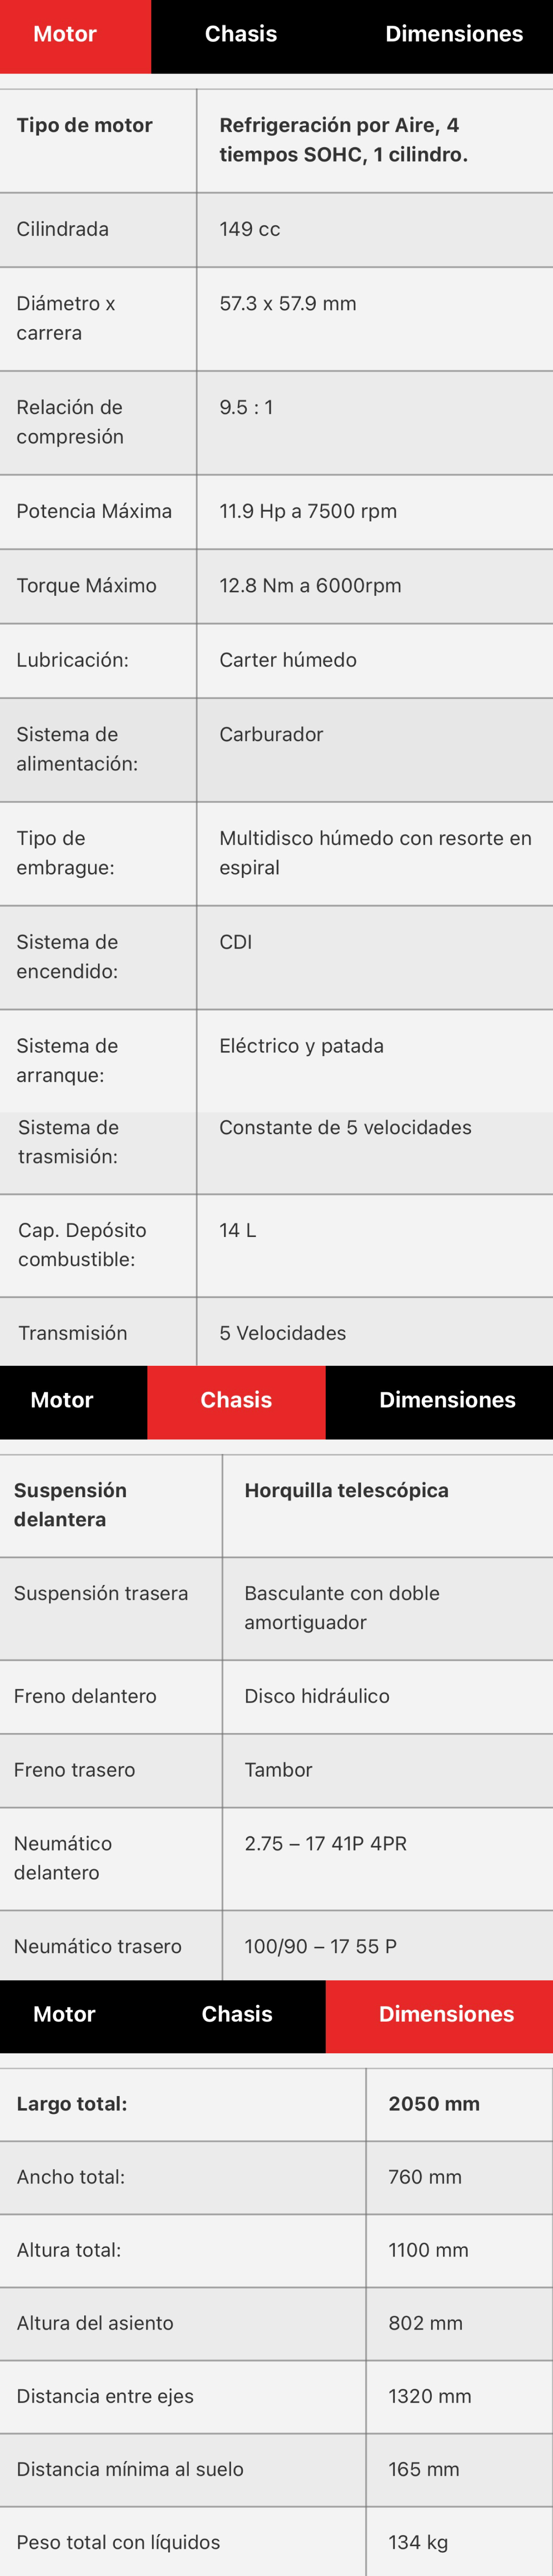 Motor Chasis Dimensiones
Tipo de motor Refrigeración por Aire, 4
tiempos SOHC, 1 cilindro.
Cilindrada 149 cc
Diámetro x 57.3 x 57.9 mm
carrera
Relación de 9.5 : 1
compresión
Potencia Máxima 11.9 Hp a 7500 rpm
Torque Máximo 12.8 Nm a 6000rpm
Lubricación: Carter húmedo
Sistema de Carburador
alimentación:
Tipo de Multidisco húmedo con resorte en
embrague: espiral
Sistema de CDI
encendido:
Sistema de Eléctrico y patada
arranque:
Sistema de Constante de 5 velocidades
trasmisión:
Cap. Depósito 14 L
combustible:
Transmisión 5 Velocidades
Motor Chasis Dimensiones
Suspensión Horquilla telescópica
delantera
Suspensión trasera Basculante con doble
amortiguador
Freno delantero Disco hidráulico
Freno trasero Tambor
Neumático 2.75 – 17 41P 4PR
delantero
Neumático trasero 100/90 – 17 55 P
Motor Chasis Dimensiones
Largo total: 2050 mm
Ancho total: 760 mm
Altura total: 1100 mm
Altura del asiento 802 mm
Distancia entre ejes 1320 mm
Distancia mínima al suelo 165 mm
Peso total con líquidos 134 kg